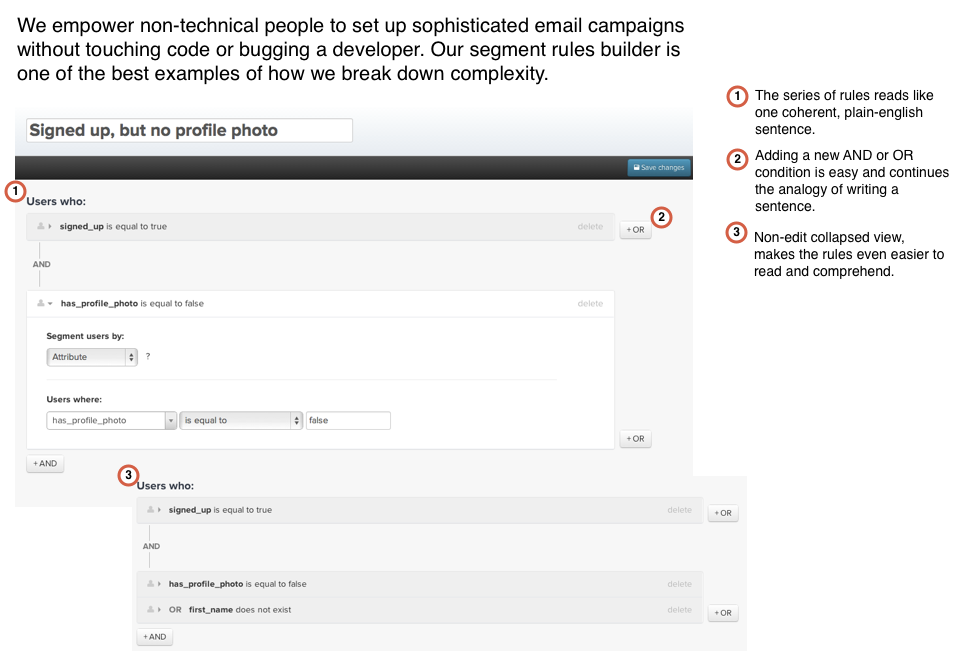 We empower non-technical people to set up sophisticated email campaigns
without touching code or bugging a developer. Our segment rules builder is
one of the best examples of how we break down complexity.
1 The series of rules reads like
one coherent, plain-english
sentence.
2 Adding a new AND or OR
condition is easy and continues
the analogy of writing a
sentence.
3 Non-edit collapsed view,
makes the rules even easier to
read and comprehend.
Signed up, but no profile photo
Save changes
1
Users who:
signed_up is equal to true delete +OR 2
AND
has_profile_photo is equal to false delete
Segment users by:
Attribute ?
Users where:
has_profile_photo is equal to false
+OR
+AND
3
Users who:
signed_up is equal to true delete +OR
AND
has_profile_photo is equal to false delete
OR first_name does not exist delete +OR
+AND